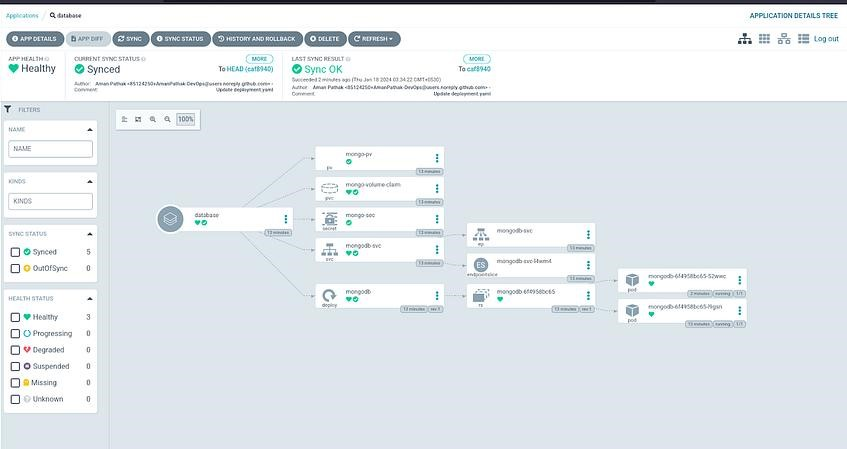 Applications / database
APPLICATION DETAILS TREE
APP DETAILS
APP DIFF
SYNC
SYNC STATUS
HISTORY AND ROLLBACK
DELETE
REFRESH
Log out
APP HEALTH
Healthy
CURRENT SYNC STATUS
MORE
Synced
To HEAD (caf8940)
Author: Aman Pathak <85124250+AmanPathak-DevOps@users.noreply.github.com> -
Comment: Update deployment.yaml
LAST SYNC RESULT
MORE
Sync OK
To caf8940
Succeeded 2 minutes ago (Thu Jan 18 2024 03:34:22 GMT+0530)
Author: Aman Pathak <85124250+AmanPathak-DevOps@users.noreply.github.com> -
Comment: Update deployment.yaml
FILTERS
NAME
NAME
KINDS
KINDS
SYNC STATUS
Synced 5
OutOfSync 0
HEALTH STATUS
Healthy 3
Progressing 0
Degraded 0
Suspended 0
Missing 0
Unknown 0
100%
database
13 minutes
mongo-pv
pv
13 minutes
mongo-volume-claim
pvc
13 minutes
mongo-sec
secret
13 minutes
mongodb-svc
svc
13 minutes
mongodb
deploy
13 minutes rev:1
mongodb-svc
ep
13 minutes
ES
endpointslice
13 minutes
mongodb-6f4958bc65
rs
13 minutes rev:1
mongodb-6f4958bc65-52wwc
pod
2 minutes running 1/1
pod
13 minutes running 1/1